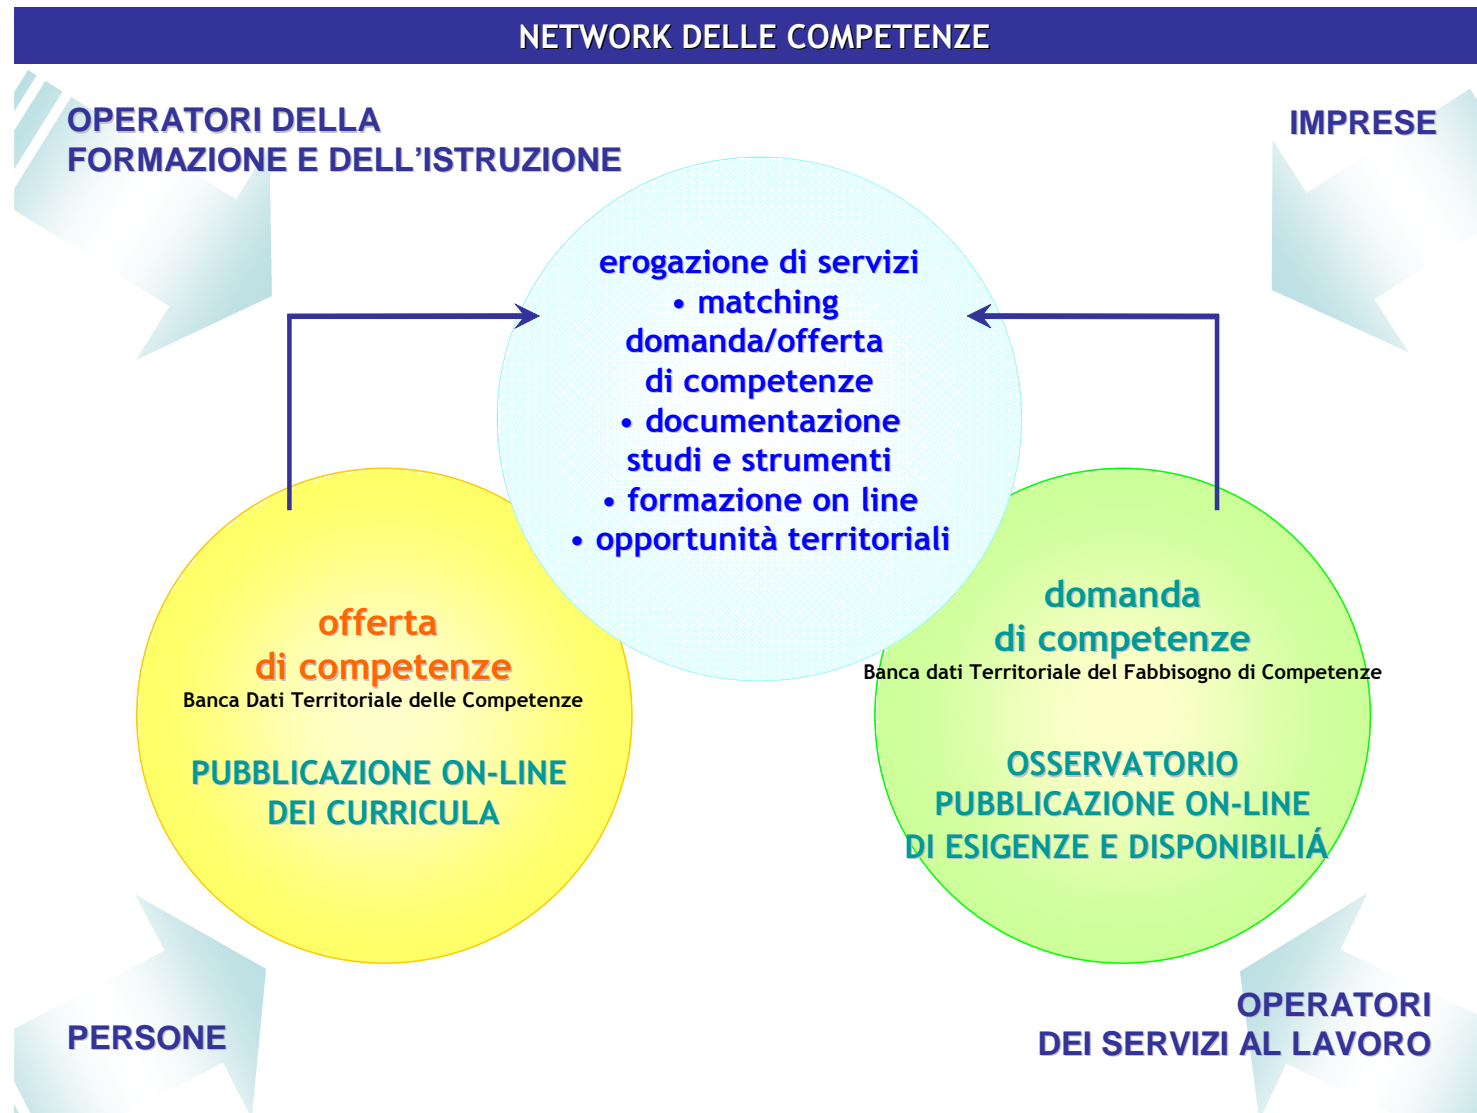 NETWORK DELLE COMPETENZE
OPERATORI DELLA
FORMAZIONE E DELL’ISTRUZIONE
IMPRESE
erogazione di servizi
• matching
domanda/offerta
di competenze
• documentazione
studi e strumenti
• formazione on line
• opportunità territoriali
offerta
di competenze
Banca Dati Territoriale delle Competenze
PUBBLICAZIONE ON-LINE
DEI CURRICULA
domanda
di competenze
Banca dati Territoriale del Fabbisogno di Competenze
OSSERVATORIO
PUBBLICAZIONE ON-LINE
DI ESIGENZE E DISPONIBILIÁ
PERSONE
OPERATORI
DEI SERVIZI AL LAVORO